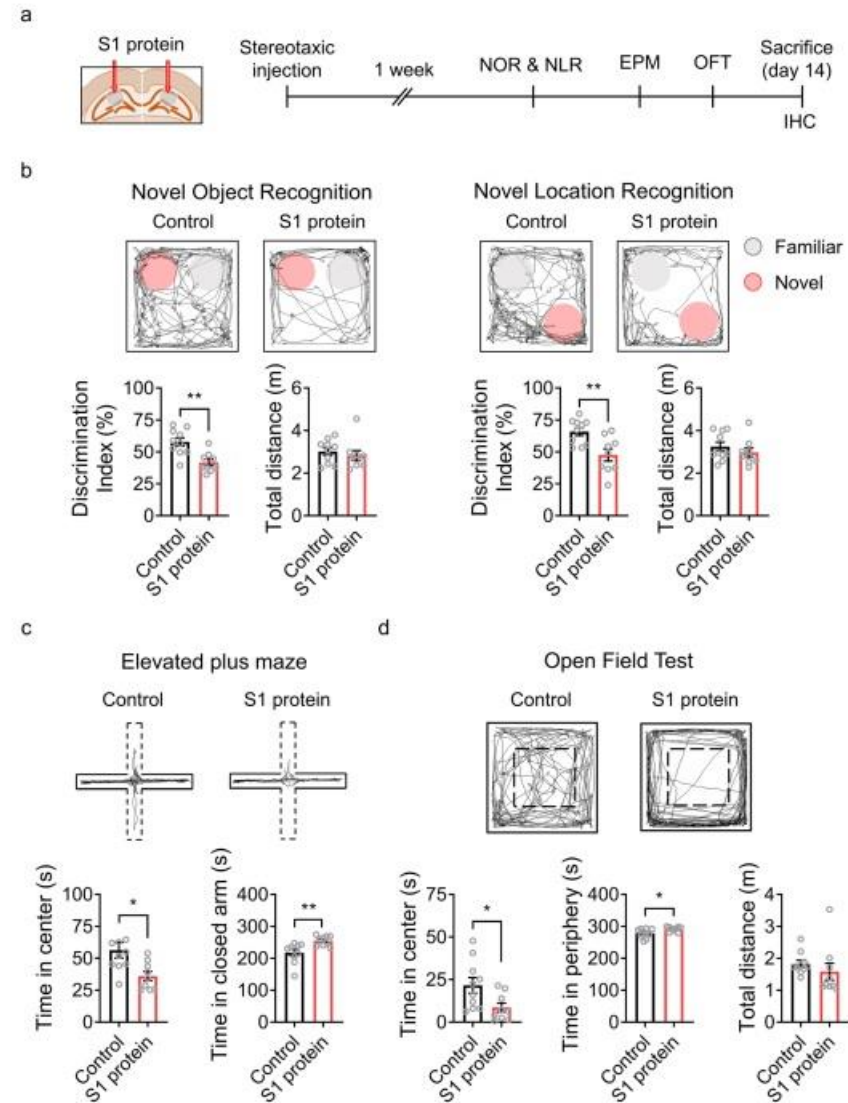 a
S1 protein
Stereotaxic
injection
1 week
NOR & NLR
EPM
OFT
Sacrifice
(day 14)
IHC
b
Novel Object Recognition
Novel Location Recognition
Control
S1 protein
Control
S1 protein
Familiar
Novel
Discrimination
Index (%)
100
75
50
25
0
**
Control
S1 protein
Total distance (m)
6
4
2
0
Control
S1 protein
Discrimination
Index (%)
100
75
50
25
0
**
Control
S1 protein
Total distance (m)
6
4
2
0
Control
S1 protein
c
Elevated plus maze
Control
S1 protein
Time in center (s)
100
75
50
25
0
*
Control
S1 protein
Time in closed arm (s)
400
300
200
100
0
**
Control
S1 protein
d
Open Field Test
Control
S1 protein
Time in center (s)
75
50
25
0
*
Control
S1 protein
Time in periphery (s)
400
300
200
100
0
*
Control
S1 protein
Total distance (m)
4
3
2
1
0
Control
S1 protein